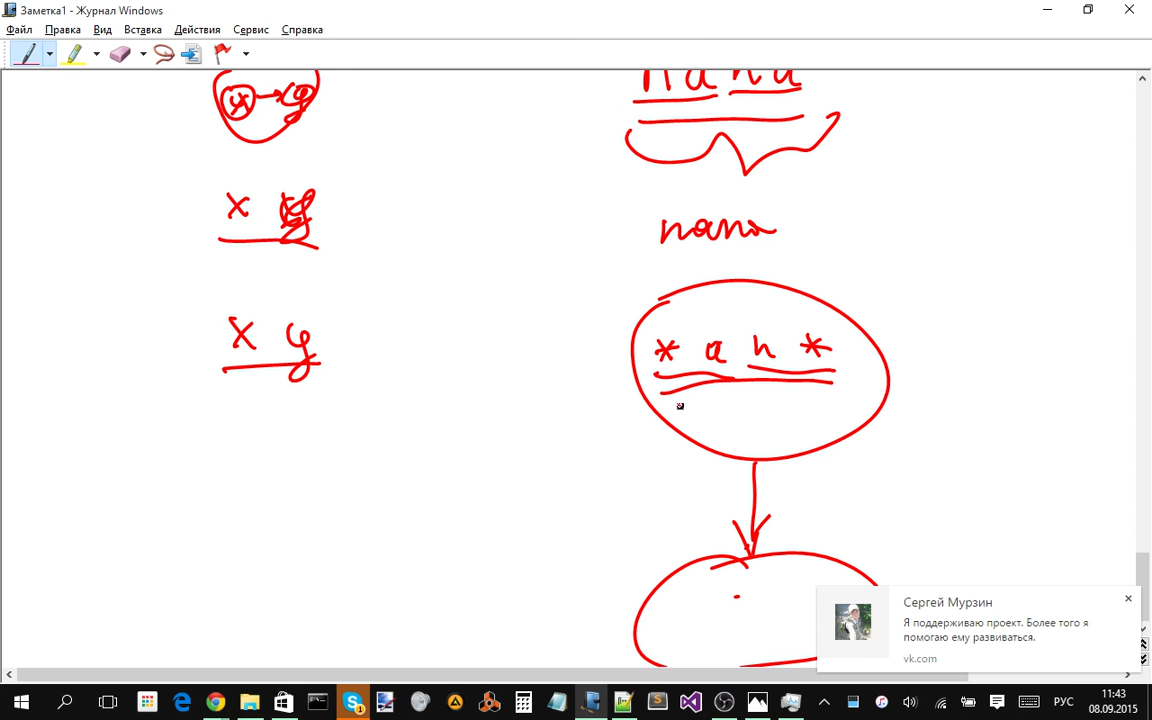 Заметка1 - Журнал Windows
Файл Правка Вид Вставка Действия Сервис Справка
x y
папа
x
папа
x y
* a n *
Сергей Мурзин
Я поддерживаю проект. Более того я
помогаю ему развиваться.
vk.com
РУС
11:43
08.09.2015